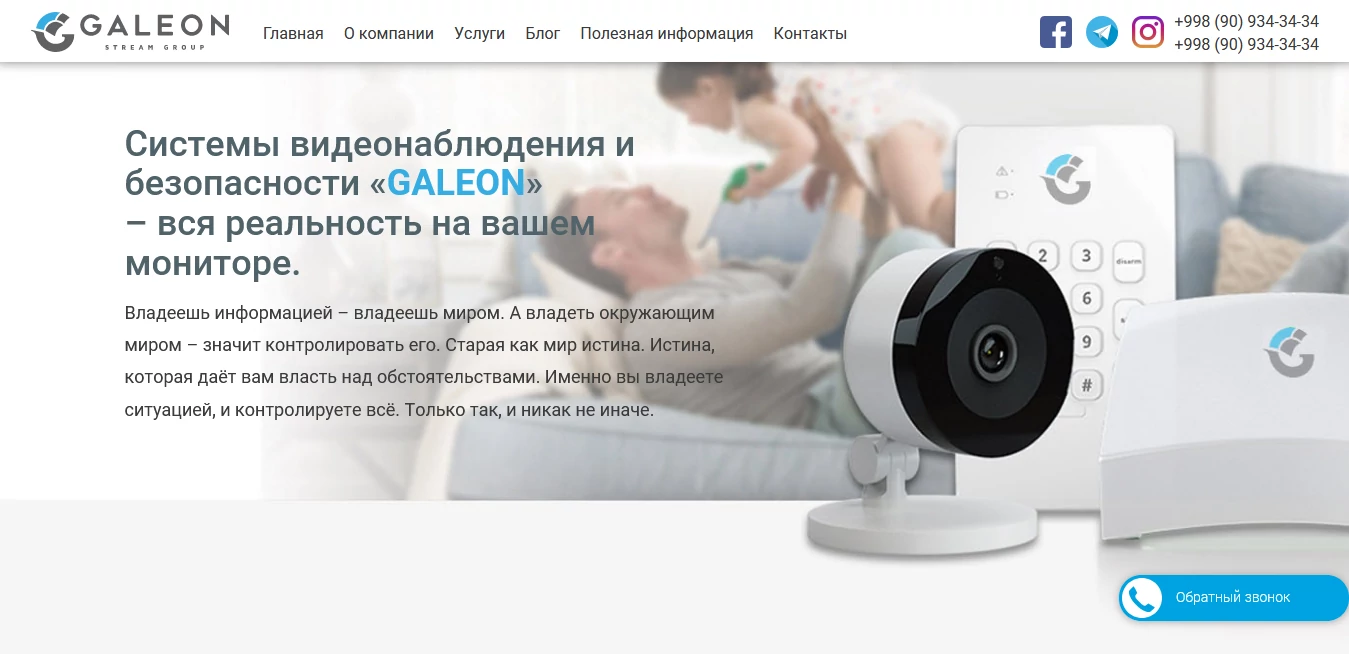 GALEON
STREAM GROUP
Главная О компании Услуги Блог Полезная информация Контакты
+998 (90) 934-34-34
+998 (90) 934-34-34
Системы видеонаблюдения и
безопасности «GALEON»
– вся реальность на вашем
мониторе.
Владеешь информацией – владеешь миром. А владеть окружающим
миром – значит контролировать его. Старая как мир истина. Истина,
которая даёт вам власть над обстоятельствами. Именно вы владеете
ситуацией, и контролируете всё. Только так, и никак не иначе.
2 3 disarm
6
9
#
Обратный звонок